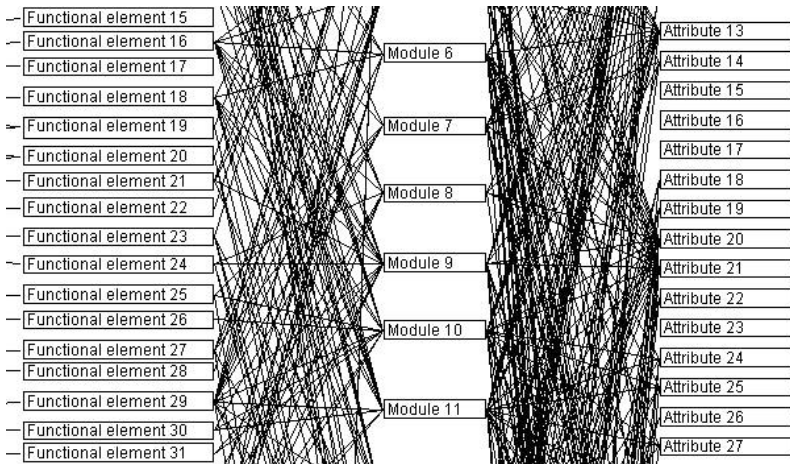 Functional element 15
Functional element 16
Functional element 17
Functional element 18
Functional element 19
Functional element 20
Functional element 21
Functional element 22
Functional element 23
Functional element 24
Functional element 25
Functional element 26
Functional element 27
Functional element 28
Functional element 29
Functional element 30
Functional element 31
Module 6
Module 7
Module 8
Module 9
Module 10
Module 11
Attribute 13
Attribute 14
Attribute 15
Attribute 16
Attribute 17
Attribute 18
Attribute 19
Attribute 20
Attribute 21
Attribute 22
Attribute 23
Attribute 24
Attribute 25
Attribute 26
Attribute 27